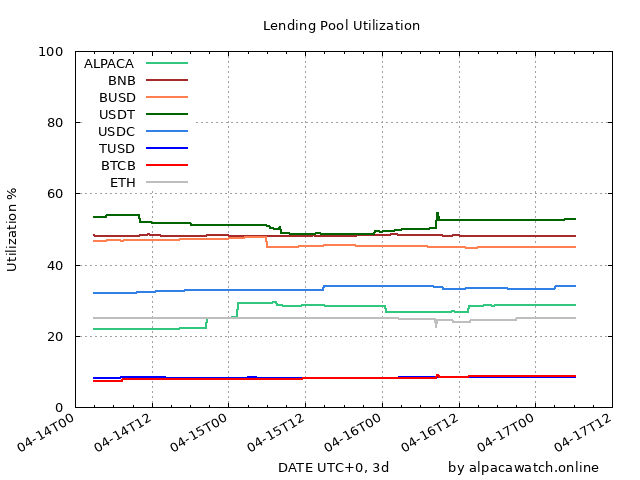 Lending Pool Utilization
100
80
60
40
20
0
Utilization %
ALPACA
BNB
BUSD
USDT
USDC
TUSD
BTCB
ETH
04-14T00
04-14T12
04-15T00
04-15T12
04-16T00
04-16T12
04-17T00
04-17T12
DATE UTC+0, 3d
by alpacawatch.online